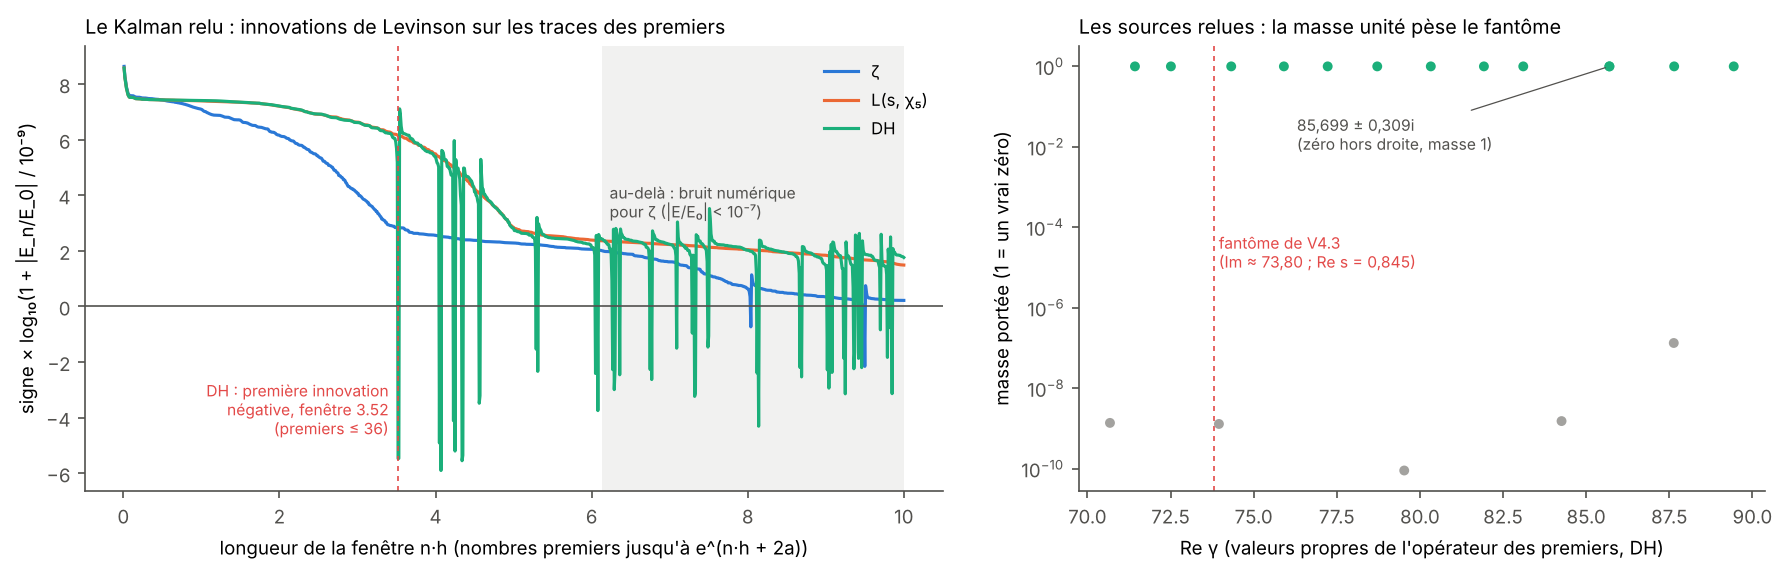 Le Kalman relu : innovations de Levinson sur les traces des premiers
signe × log₁₀(1 + |E_n/E_0| / 10⁻⁹)
8
6
4
2
0
−2
−4
−6
ζ
L(s, χ₅)
DH
au-delà : bruit numérique
pour ζ (|E/E₀| < 10⁻⁷)
DH : première innovation
négative, fenêtre 3.52
(premiers ≤ 36)
0 2 4 6 8 10
longueur de la fenêtre n·h (nombres premiers jusqu'à e^(n·h + 2a))
Les sources relues : la masse unité pèse le fantôme
masse portée (1 = un vrai zéro)
10⁰
10⁻²
10⁻⁴
10⁻⁶
10⁻⁸
10⁻¹⁰
85,699 ± 0,309i
(zéro hors droite, masse 1)
fantôme de V4.3
(Im ≈ 73,80 ; Re s = 0,845)
70.0 72.5 75.0 77.5 80.0 82.5 85.0 87.5 90.0
Re γ (valeurs propres de l'opérateur des premiers, DH)